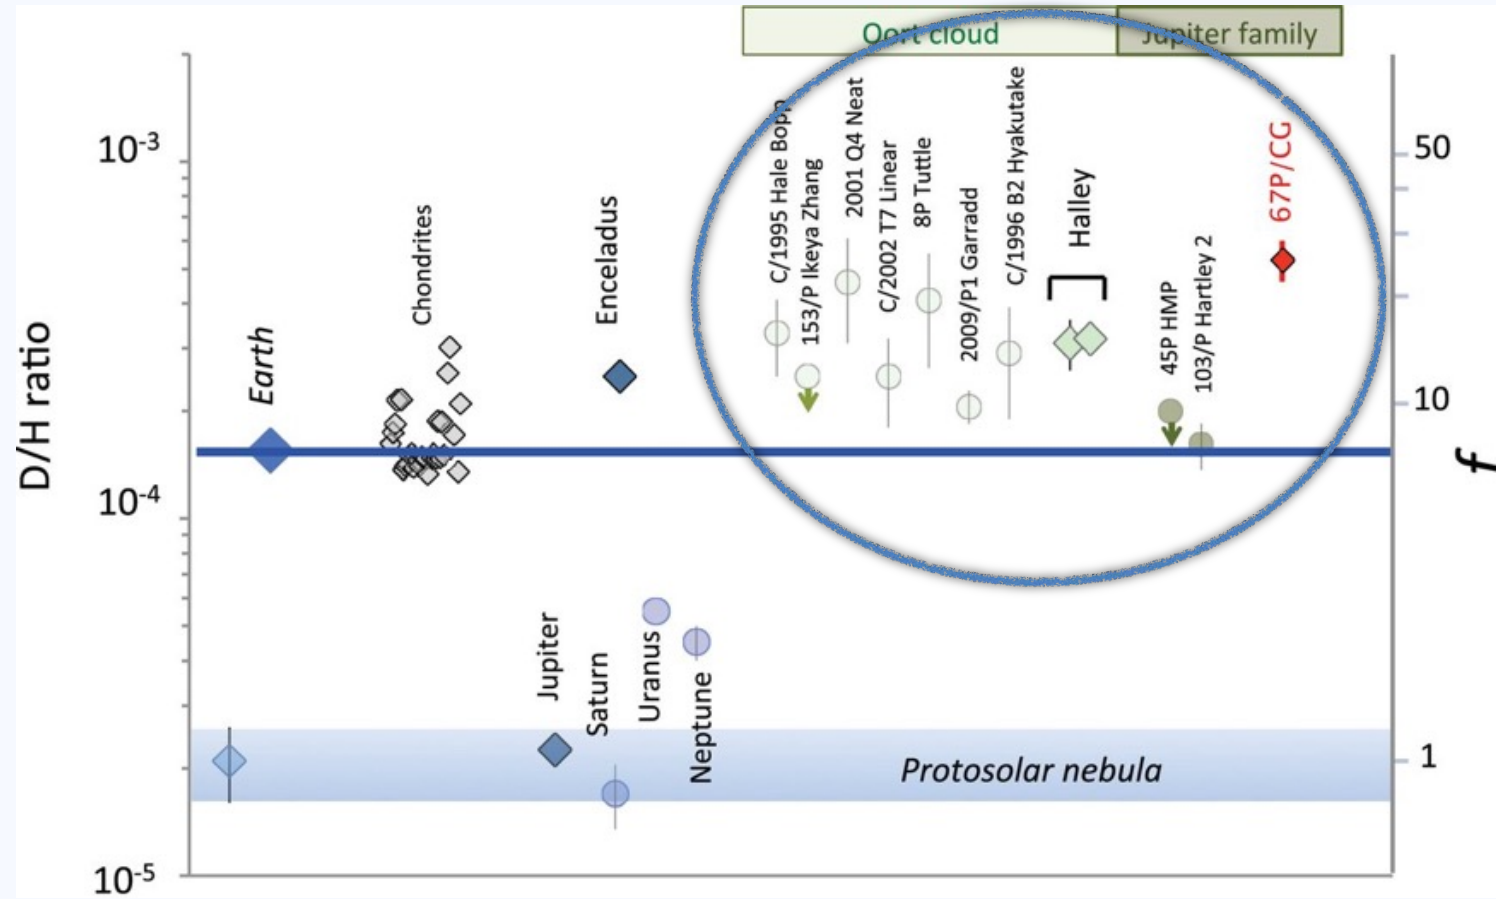 Oort cloud
Jupiter family
D/H ratio
10-3
10-4
10-5
Earth
Chondrites
Enceladus
C/1995 Hale Bopp
153/P Ikeya Zhang
2001 Q4 Neat
C/2002 T7 Linear
8P Tuttle
2009/P1 Garradd
C/1996 B2 Hyakutake
Halley
45P HMP
103/P Hartley 2
67P/CG
Jupiter
Saturn
Uranus
Neptune
Protosolar nebula
50
10
1
f